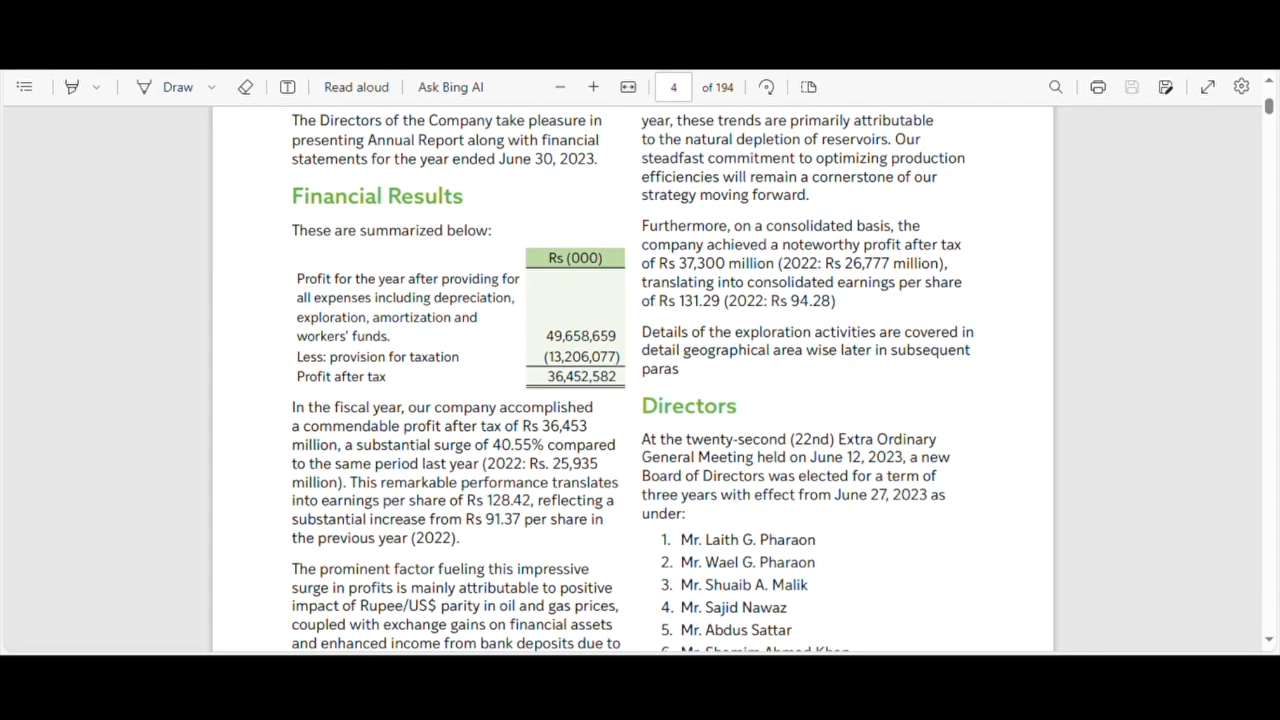 Draw
Read aloud
Ask Bing AI
4
of 194
The Directors of the Company take pleasure in
presenting Annual Report along with financial
statements for the year ended June 30, 2023.
Financial Results
These are summarized below:
Rs (000)
Profit for the year after providing for
all expenses including depreciation,
exploration, amortization and
workers' funds. 49,658,659
Less: provision for taxation (13,206,077)
Profit after tax 36,452,582
In the fiscal year, our company accomplished
a commendable profit after tax of Rs 36,453
million, a substantial surge of 40.55% compared
to the same period last year (2022: Rs. 25,935
million). This remarkable performance translates
into earnings per share of Rs 128.42, reflecting a
substantial increase from Rs 91.37 per share in
the previous year (2022).
The prominent factor fueling this impressive
surge in profits is mainly attributable to positive
impact of Rupee/US$ parity in oil and gas prices,
coupled with exchange gains on financial assets
and enhanced income from bank deposits due to
year, these trends are primarily attributable
to the natural depletion of reservoirs. Our
steadfast commitment to optimizing production
efficiencies will remain a cornerstone of our
strategy moving forward.
Furthermore, on a consolidated basis, the
company achieved a noteworthy profit after tax
of Rs 37,300 million (2022: Rs 26,777 million),
translating into consolidated earnings per share
of Rs 131.29 (2022: Rs 94.28)
Details of the exploration activities are covered in
detail geographical area wise later in subsequent
paras
Directors
At the twenty-second (22nd) Extra Ordinary
General Meeting held on June 12, 2023, a new
Board of Directors was elected for a term of
three years with effect from June 27, 2023 as
under:
1. Mr. Laith G. Pharaon
2. Mr. Wael G. Pharaon
3. Mr. Shuaib A. Malik
4. Mr. Sajid Nawaz
5. Mr. Abdus Sattar